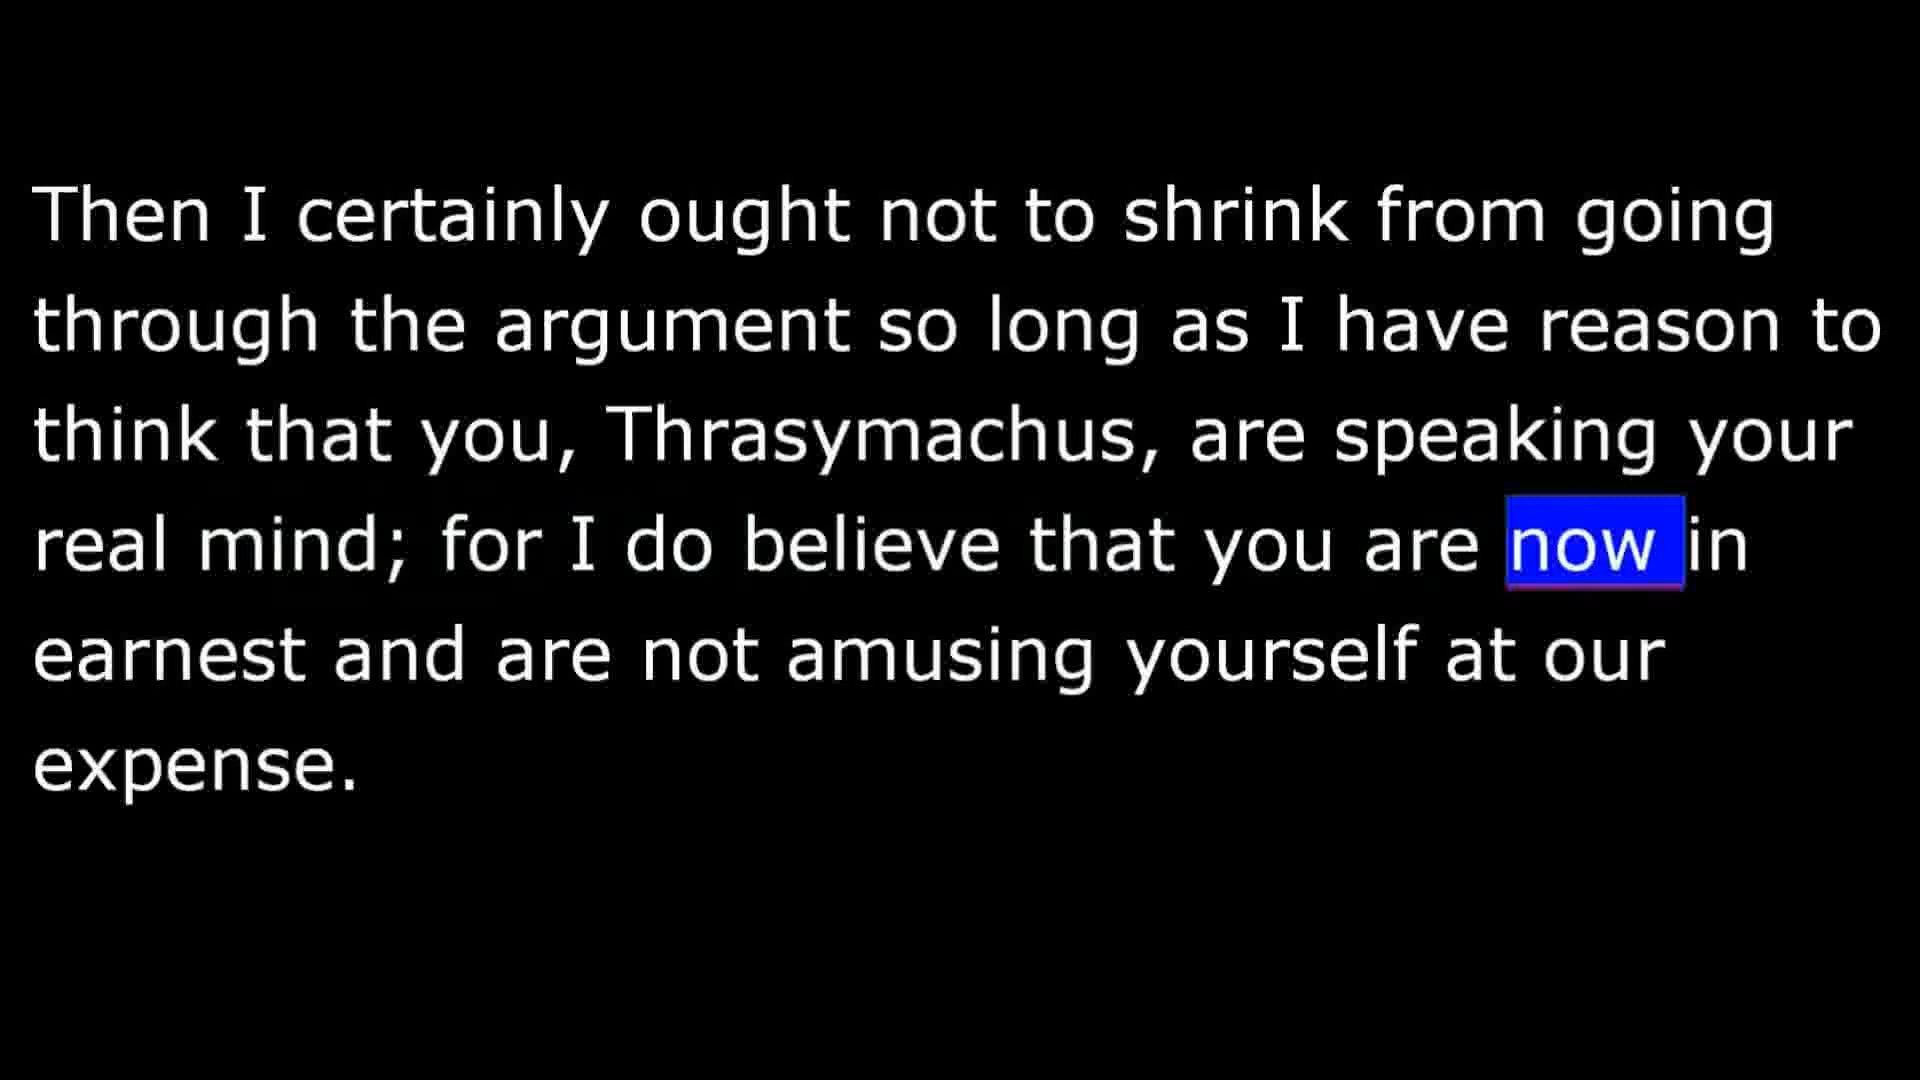 Then I certainly ought not to shrink from going
through the argument so long as I have reason to
think that you, Thrasymachus, are speaking your
real mind; for I do believe that you are now in
earnest and are not amusing yourself at our
expense.